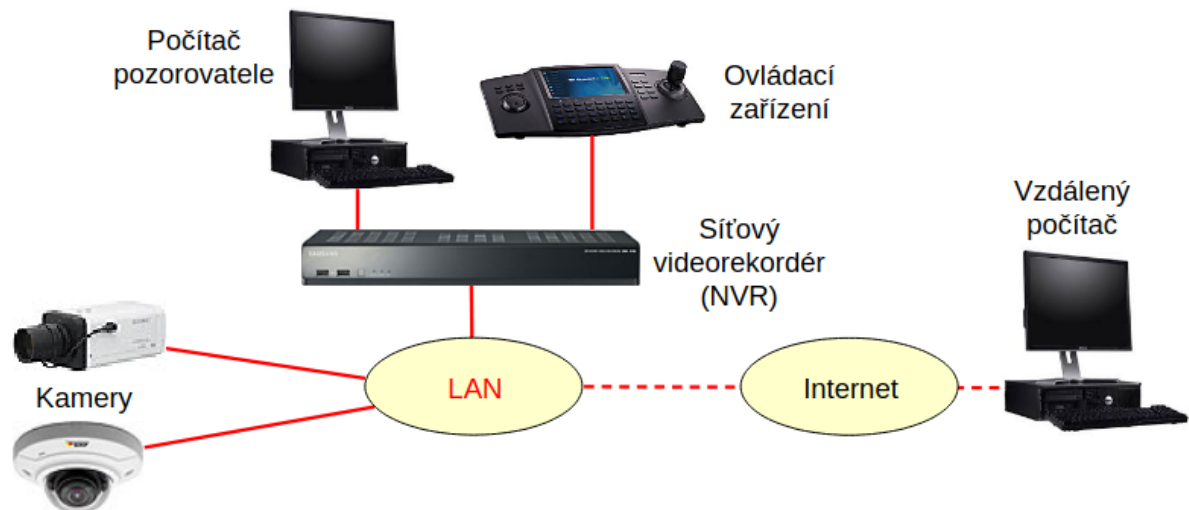 Počítač
pozorovatele
Ovládací
zařízení
Vzdálený
počítač
Síťový
videorekordér
(NVR)
Kamery
LAN
Internet